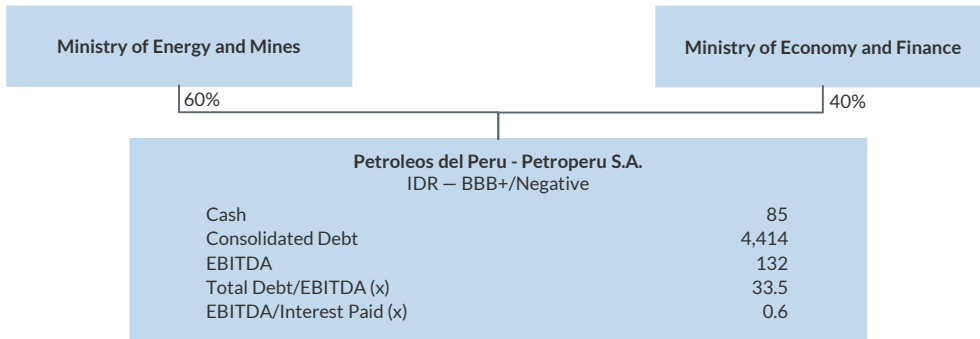 Ministry of Energy and Mines
Ministry of Economy and Finance
60%
40%
Petroleos del Peru - Petroperu S.A.
IDR — BBB+/Negative
Cash 85
Consolidated Debt 4,414
EBITDA 132
Total Debt/EBITDA (x) 33.5
EBITDA/Interest Paid (x) 0.6